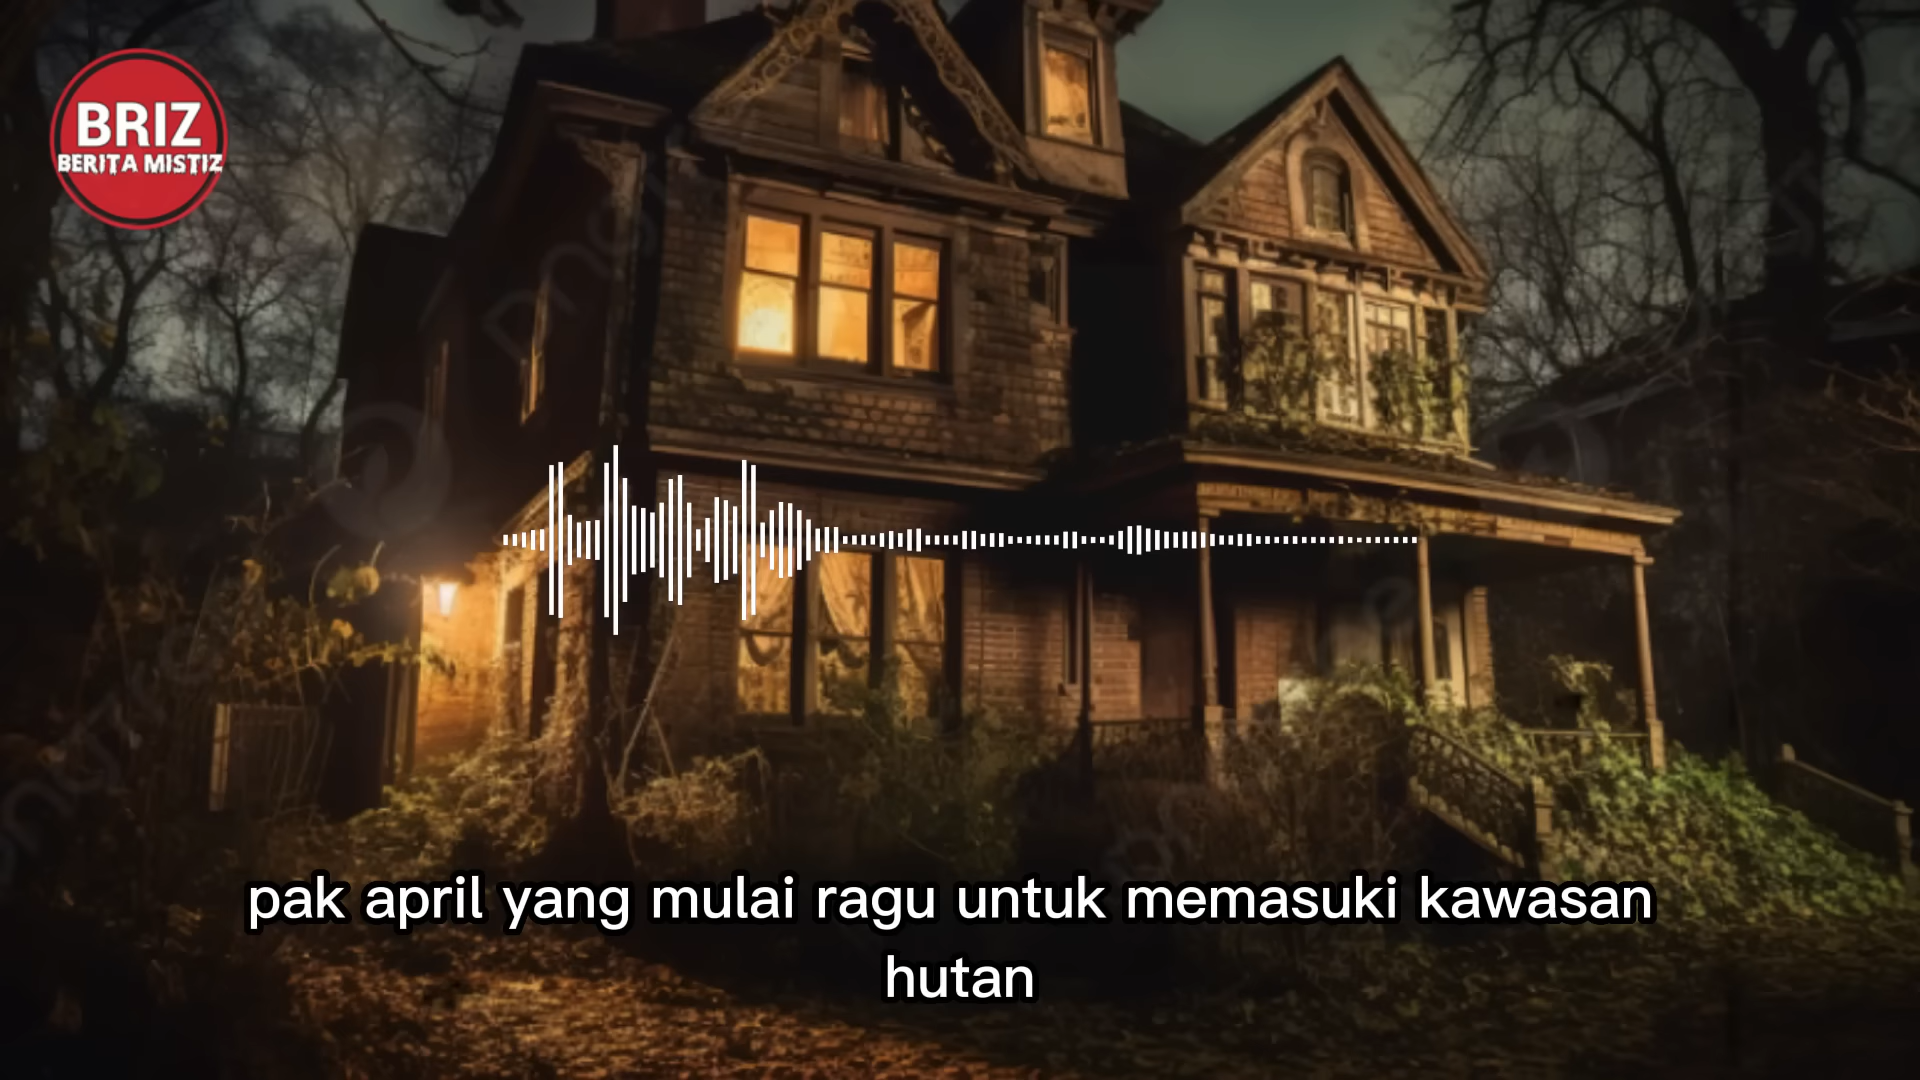 BRIZ
BERITA MISTIZ
pak april yang mulai ragu untuk memasuki kawasan
hutan